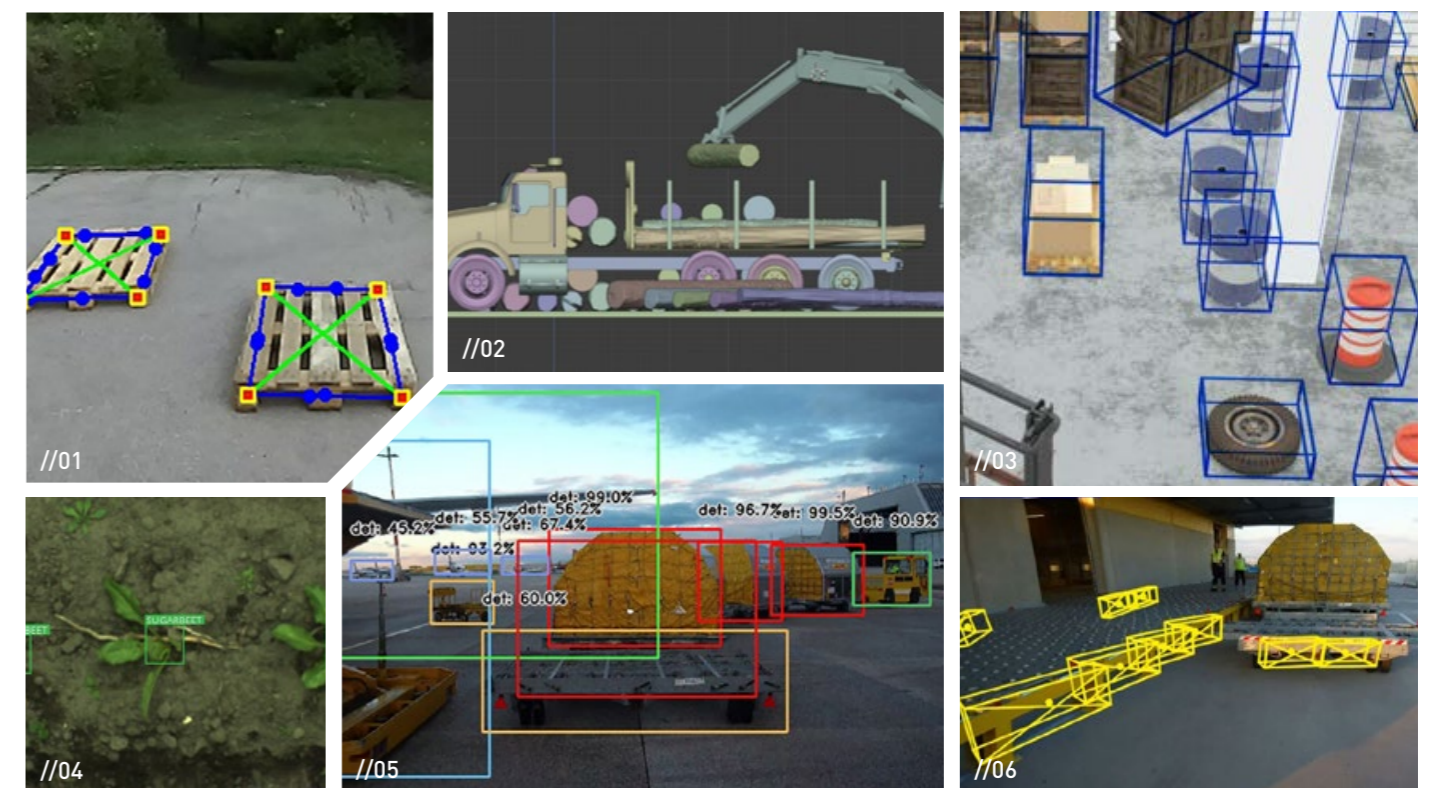 //01
//02
//03
//04
BEET
SUGARBEET
//05
det: 99.0%
det: 45.2%
det: 55.7%
det: 56.2%
det: 67.4%
det: 96.7%
det: 99.5%
det: 90.9%
det: 93.2%
det: 60.0%
//06